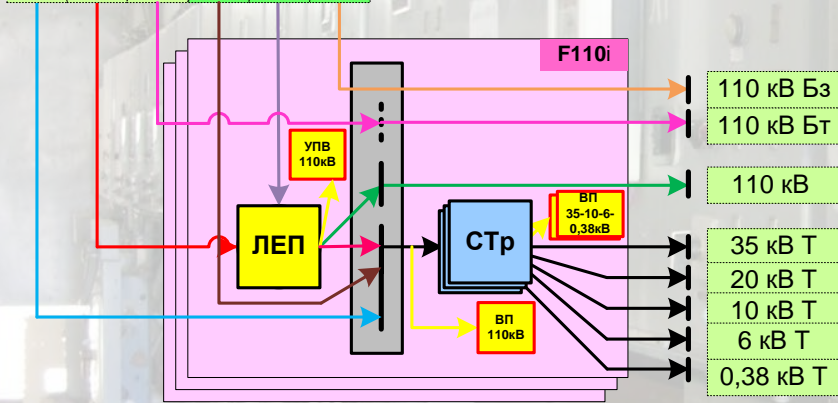 F110i
110 кВ Бз
110 кВ Бт
УПВ
110кВ
110 кВ
ВП
35-10-6-
0,38кВ
ЛЕП
СТр
35 кВ Т
20 кВ Т
10 кВ Т
ВП
110кВ
6 кВ Т
0,38 кВ Т